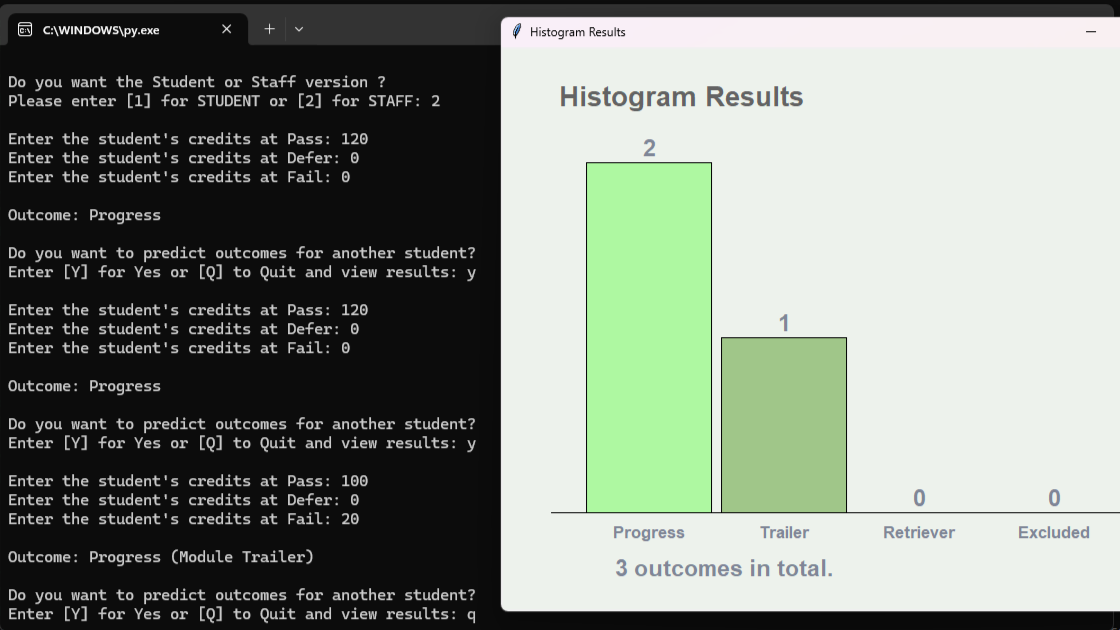 C:\WINDOWS\py.exe
Do you want the Student or Staff version ?
Please enter [1] for STUDENT or [2] for STAFF: 2
Enter the student's credits at Pass: 120
Enter the student's credits at Defer: 0
Enter the student's credits at Fail: 0
Outcome: Progress
Do you want to predict outcomes for another student?
Enter [Y] for Yes or [Q] to Quit and view results: y
Enter the student's credits at Pass: 120
Enter the student's credits at Defer: 0
Enter the student's credits at Fail: 0
Outcome: Progress
Do you want to predict outcomes for another student?
Enter [Y] for Yes or [Q] to Quit and view results: y
Enter the student's credits at Pass: 100
Enter the student's credits at Defer: 0
Enter the student's credits at Fail: 20
Outcome: Progress (Module Trailer)
Do you want to predict outcomes for another student?
Enter [Y] for Yes or [Q] to Quit and view results: q
Histogram Results
Histogram Results
2
1
0 0
Progress Trailer Retriever Excluded
3 outcomes in total.